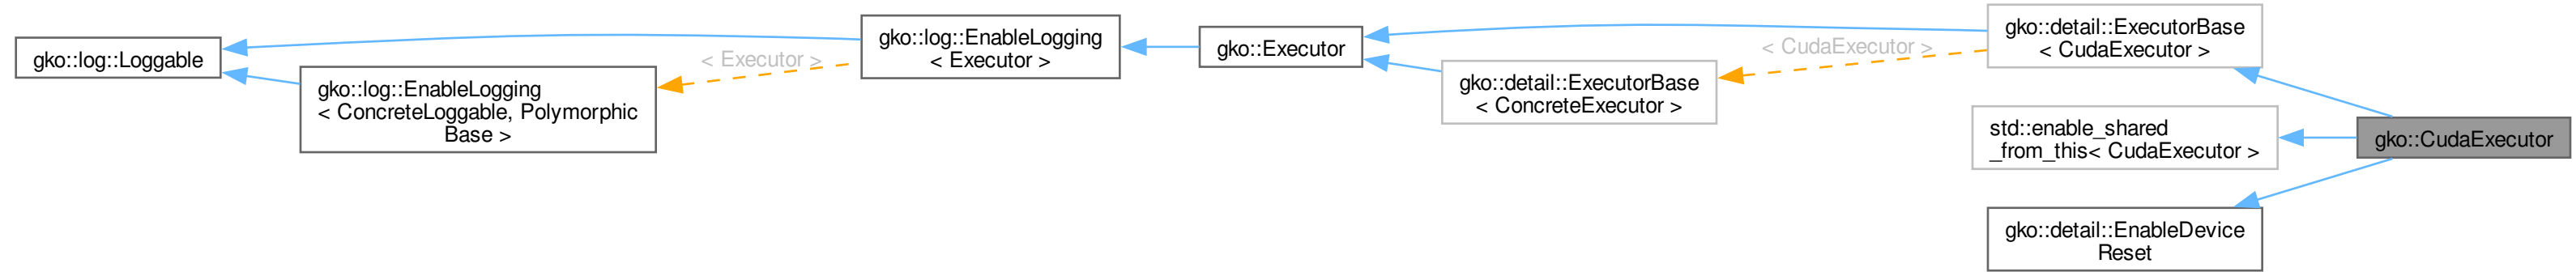 gko::log::Loggable
gko::log::EnableLogging
< ConcreteLoggable, Polymorphic
Base >
< Executor >
gko::log::EnableLogging
< Executor >
gko::Executor
gko::detail::ExecutorBase
< ConcreteExecutor >
< CudaExecutor >
gko::detail::ExecutorBase
< CudaExecutor >
std::enable_shared
_from_this< CudaExecutor >
gko::detail::EnableDevice
Reset
gko::CudaExecutor